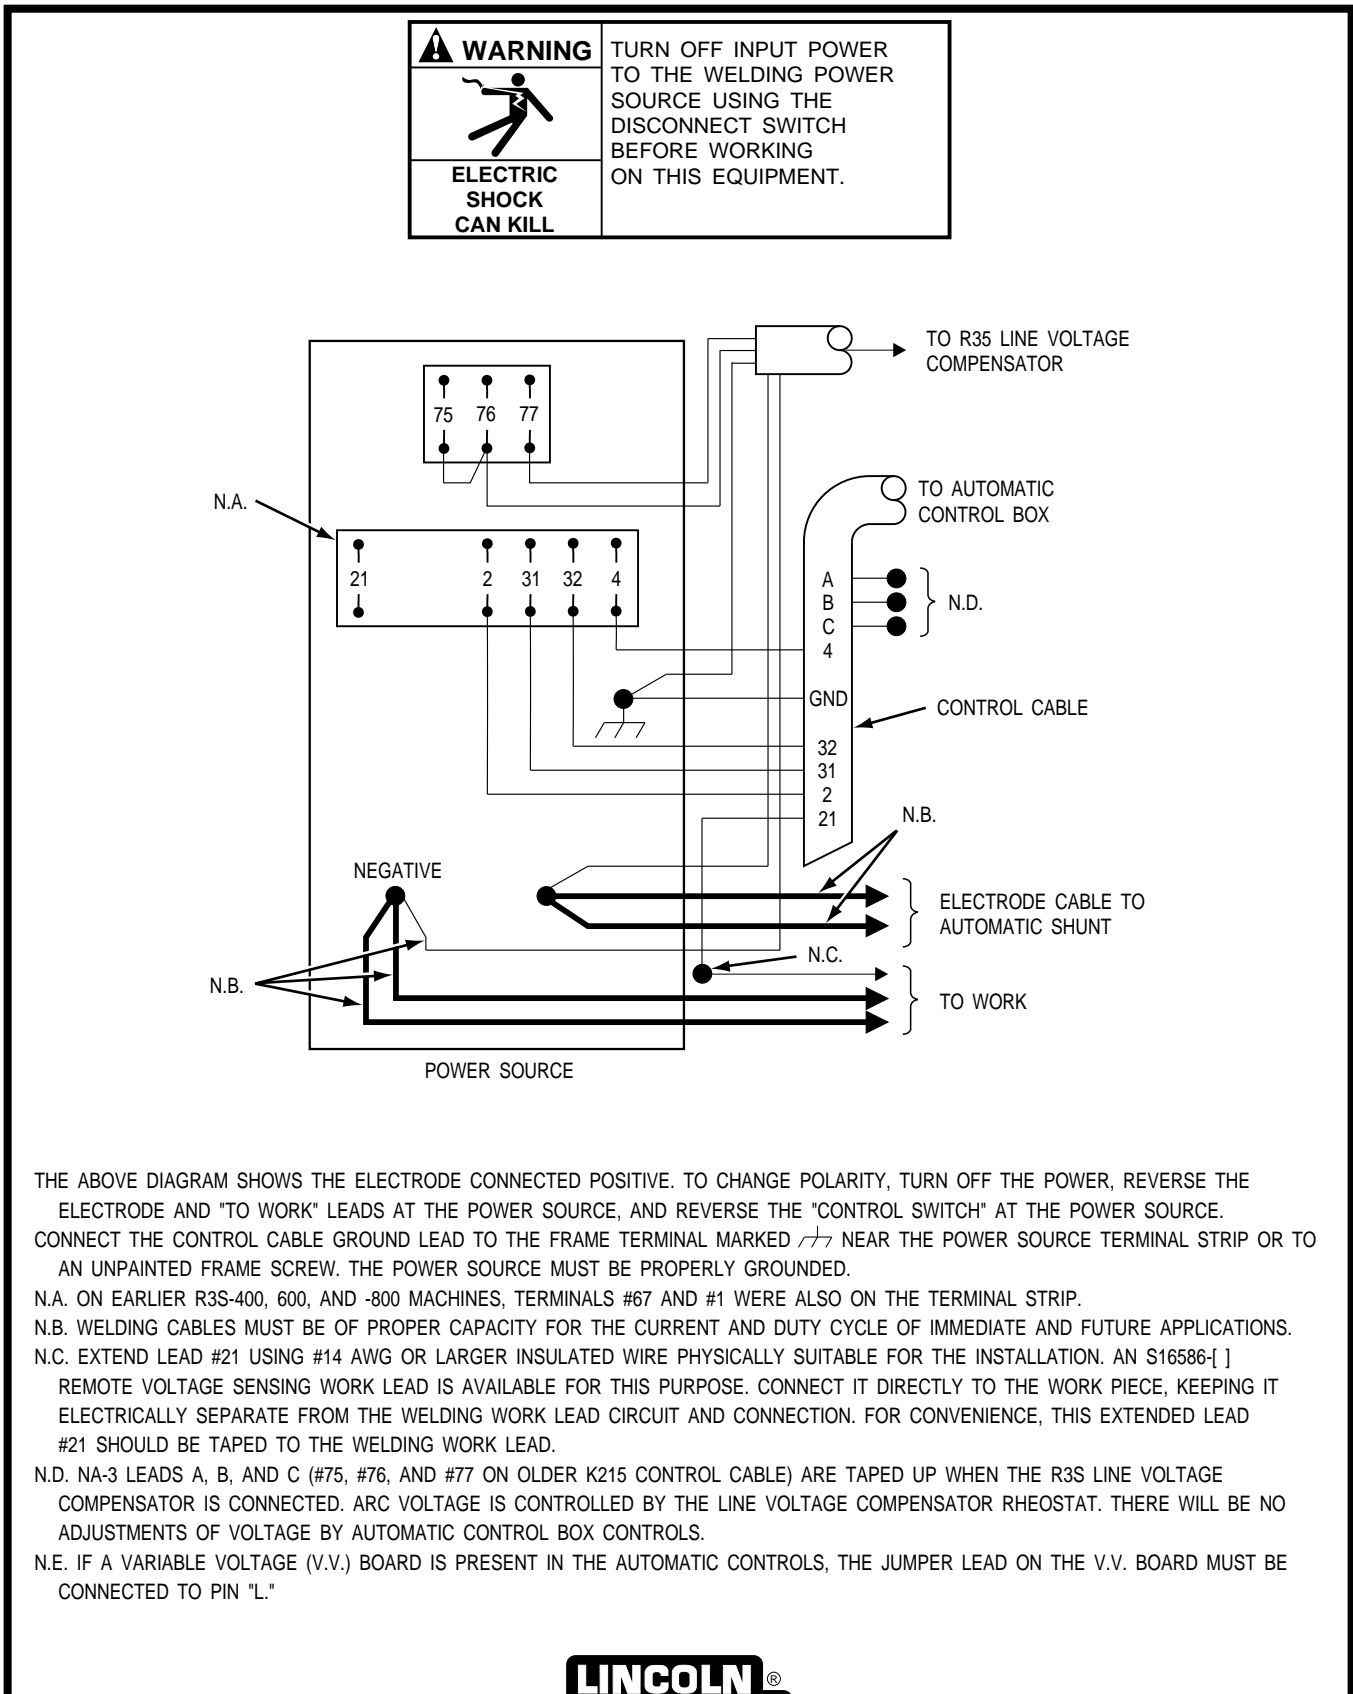 WARNING
ELECTRIC
SHOCK
CAN KILL
TURN OFF INPUT POWER
TO THE WELDING POWER
SOURCE USING THE
DISCONNECT SWITCH
BEFORE WORKING
ON THIS EQUIPMENT.
TO R35 LINE VOLTAGE
COMPENSATOR
75 76 77
N.A.
TO AUTOMATIC
CONTROL BOX
21 2 31 32 4
A
B
C
4
N.D.
GND
CONTROL CABLE
32
31
2
21
N.B.
NEGATIVE
ELECTRODE CABLE TO
AUTOMATIC SHUNT
N.C.
N.B.
TO WORK
POWER SOURCE
THE ABOVE DIAGRAM SHOWS THE ELECTRODE CONNECTED POSITIVE. TO CHANGE POLARITY, TURN OFF THE POWER, REVERSE THE
ELECTRODE AND "TO WORK" LEADS AT THE POWER SOURCE, AND REVERSE THE "CONTROL SWITCH" AT THE POWER SOURCE.
CONNECT THE CONTROL CABLE GROUND LEAD TO THE FRAME TERMINAL MARKED NEAR THE POWER SOURCE TERMINAL STRIP OR TO
AN UNPAINTED FRAME SCREW. THE POWER SOURCE MUST BE PROPERLY GROUNDED.
N.A. ON EARLIER R3S-400, 600, AND -800 MACHINES, TERMINALS #67 AND #1 WERE ALSO ON THE TERMINAL STRIP.
N.B. WELDING CABLES MUST BE OF PROPER CAPACITY FOR THE CURRENT AND DUTY CYCLE OF IMMEDIATE AND FUTURE APPLICATIONS.
N.C. EXTEND LEAD #21 USING #14 AWG OR LARGER INSULATED WIRE PHYSICALLY SUITABLE FOR THE INSTALLATION. AN S16586-[ ]
REMOTE VOLTAGE SENSING WORK LEAD IS AVAILABLE FOR THIS PURPOSE. CONNECT IT DIRECTLY TO THE WORK PIECE, KEEPING IT
ELECTRICALLY SEPARATE FROM THE WELDING WORK LEAD CIRCUIT AND CONNECTION. FOR CONVENIENCE, THIS EXTENDED LEAD
#21 SHOULD BE TAPED TO THE WELDING WORK LEAD.
N.D. NA-3 LEADS A, B, AND C (#75, #76, AND #77 ON OLDER K215 CONTROL CABLE) ARE TAPED UP WHEN THE R3S LINE VOLTAGE
COMPENSATOR IS CONNECTED. ARC VOLTAGE IS CONTROLLED BY THE LINE VOLTAGE COMPENSATOR RHEOSTAT. THERE WILL BE NO
ADJUSTMENTS OF VOLTAGE BY AUTOMATIC CONTROL BOX CONTROLS.
N.E. IF A VARIABLE VOLTAGE (V.V.) BOARD IS PRESENT IN THE AUTOMATIC CONTROLS, THE JUMPER LEAD ON THE V.V. BOARD MUST BE
CONNECTED TO PIN "L."
LINCOLN ®